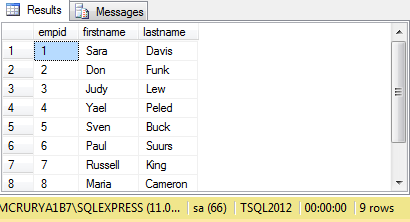 Results Messages
empid firstname lastname
1 1 Sara Davis
2 2 Don Funk
3 3 Judy Lew
4 4 Yael Peled
5 5 Sven Buck
6 6 Paul Suurs
7 7 Russell King
8 8 Maria Cameron
MCRURYA1B7\SQLEXPRESS (11.0... sa (66) TSQL2012 00:00:00 9 rows